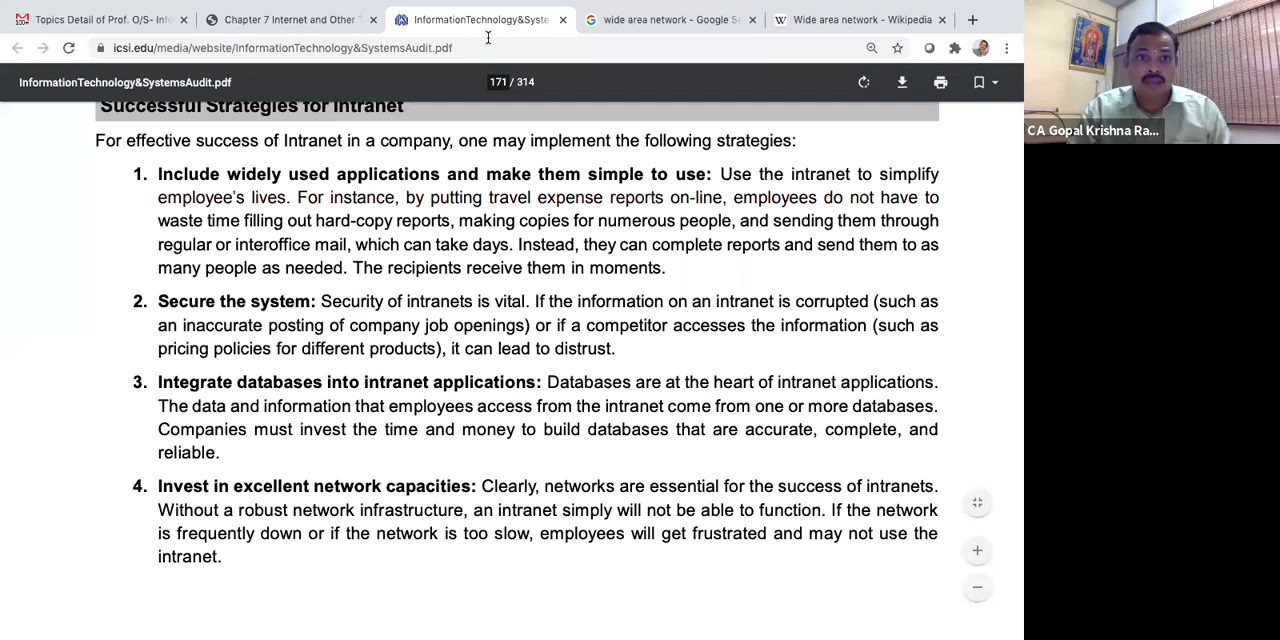 Topics Detail of Prof. O/S- Info
Chapter 7 Internet and Other T
InformationTechnology&Syste
wide area network - Google S
Wide area network - Wikipedia
icsi.edu/media/website/InformationTechnology&SystemsAudit.pdf
InformationTechnology&SystemsAudit.pdf
171 / 314
Successful Strategies for Intranet
For effective success of Intranet in a company, one may implement the following strategies:
1. Include widely used applications and make them simple to use: Use the intranet to simplify
employee's lives. For instance, by putting travel expense reports on-line, employees do not have to
waste time filling out hard-copy reports, making copies for numerous people, and sending them through
regular or interoffice mail, which can take days. Instead, they can complete reports and send them to as
many people as needed. The recipients receive them in moments.
2. Secure the system: Security of intranets is vital. If the information on an intranet is corrupted (such as
an inaccurate posting of company job openings) or if a competitor accesses the information (such as
pricing policies for different products), it can lead to distrust.
3. Integrate databases into intranet applications: Databases are at the heart of intranet applications.
The data and information that employees access from the intranet come from one or more databases.
Companies must invest the time and money to build databases that are accurate, complete, and
reliable.
4. Invest in excellent network capacities: Clearly, networks are essential for the success of intranets.
Without a robust network infrastructure, an intranet simply will not be able to function. If the network
is frequently down or if the network is too slow, employees will get frustrated and may not use the
intranet.
C A Gopal Krishna Ra...